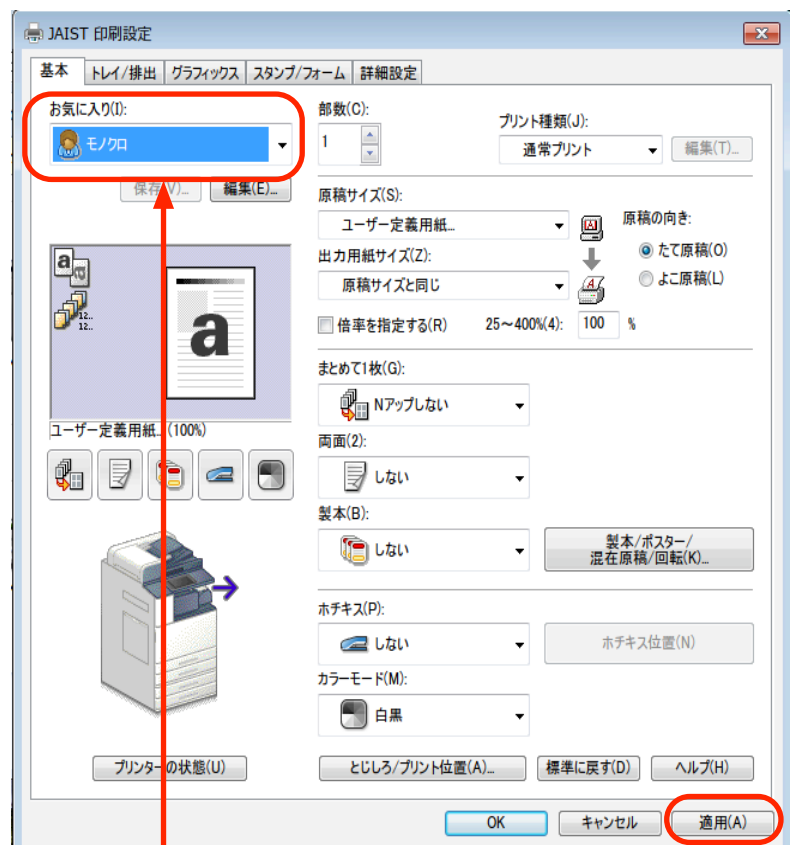 JAIST 印刷設定
基本 トレイ/排出 グラフィックス スタンプ/フォーム 詳細設定
お気に入り(I):
モノクロ
保存(V)... 編集(E)...
部数(C):
1
プリント種類(J):
通常プリント 編集(T)...
原稿サイズ(S):
ユーザー定義用紙...
原稿の向き:
たて原稿(O)
よこ原稿(L)
出力用紙サイズ(Z):
原稿サイズと同じ
倍率を指定する(R) 25～400%(4): 100 %
a
12..
12..
a
ユーザー定義用紙...(100%)
まとめて1枚(G):
Nアップしない
両面(2):
しない
製本(B):
しない
製本/ポスター/
混在原稿/回転(K)...
ホチキス(P):
しない ホチキス位置(N)
カラーモード(M):
白黒
プリンターの状態(U) とじしろ/プリント位置(A)... 標準に戻す(D) ヘルプ(H)
OK キャンセル 適用(A)